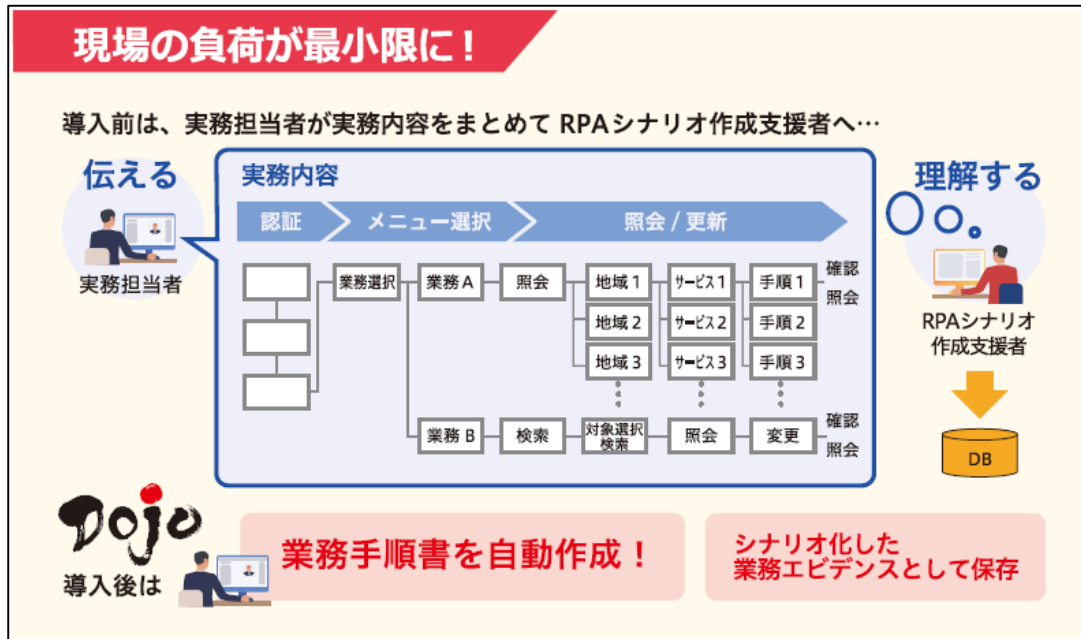 現場の負荷が最小限に！
導入前は、実務担当者が実務内容をまとめて RPAシナリオ作成支援者へ…
伝える
実務担当者
実務内容
認証
メニュー選択
照会 / 更新
業務選択
業務 A
照会
地域 1
サービス1
手順 1
確認
照会
地域 2
サービス2
手順 2
地域 3
サービス3
手順 3
業務 B
検索
対象選択
検索
照会
変更
確認
照会
理解する
RPAシナリオ
作成支援者
DB
Dojo
導入後は
業務手順書を自動作成！
シナリオ化した
業務エビデンスとして保存